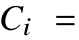 C_i =